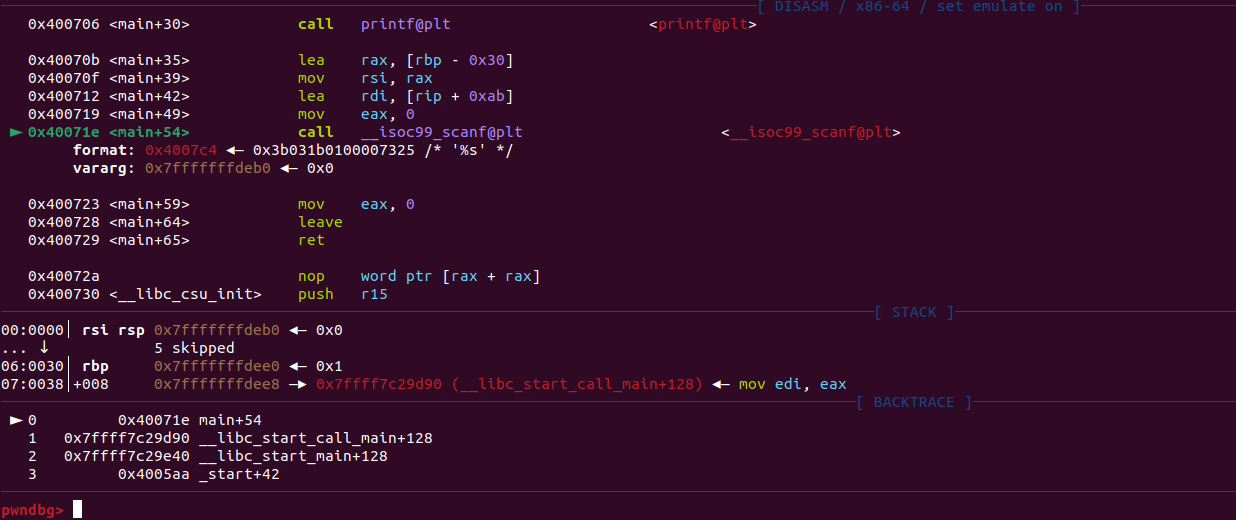 [ DISASM / x86-64 / set emulate on ]
0x400706 <main+30> call printf@plt <printf@plt>
0x40070b <main+35> lea rax, [rbp - 0x30]
0x40070f <main+39> mov rsi, rax
0x400712 <main+42> lea rdi, [rip + 0xab]
0x400719 <main+49> mov eax, 0
► 0x40071e <main+54> call __isoc99_scanf@plt <__isoc99_scanf@plt>
format: 0x4007c4 ◂— 0x3b031b0100007325 /* '%s' */
vararg: 0x7fffffffdeb0 ◂— 0x0
0x400723 <main+59> mov eax, 0
0x400728 <main+64> leave
0x400729 <main+65> ret
0x40072a nop word ptr [rax + rax]
0x400730 <__libc_csu_init> push r15
[ STACK ]
00:0000│ rsi rsp 0x7fffffffdeb0 ◂— 0x0
... ↓ 5 skipped
06:0030│ rbp 0x7fffffffdee0 ◂— 0x1
07:0038│+008 0x7fffffffdee8 —▸ 0x7ffff7c29d90 (__libc_start_call_main+128) ◂— mov edi, eax
[ BACKTRACE ]
► 0 0x40071e main+54
1 0x7ffff7c29d90 __libc_start_call_main+128
2 0x7ffff7c29e40 __libc_start_main+128
3 0x4005aa _start+42
pwndbg>